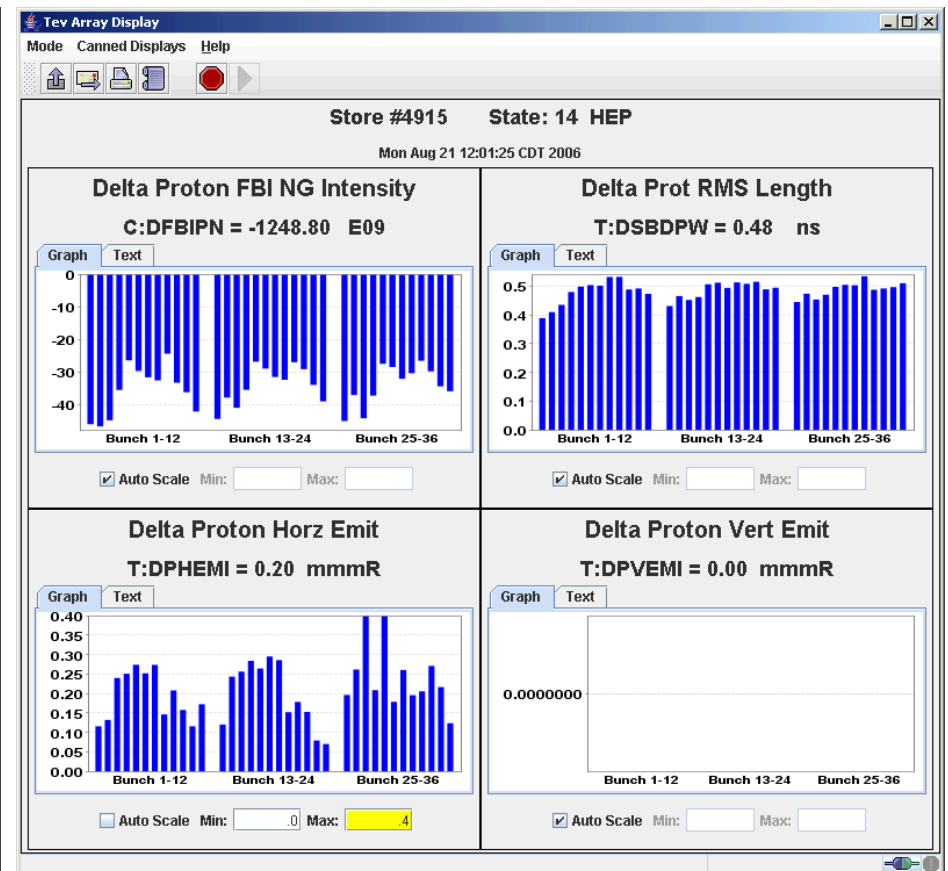 Tev Array Display
Mode Canned Displays Help
Store #4915 State: 14 HEP
Mon Aug 21 12:01:25 CDT 2006
Delta Proton FBI NG Intensity
C:DFBIPN = -1248.80 E09
Graph Text
0
-10
-20
-30
-40
Bunch 1-12 Bunch 13-24 Bunch 25-36
Auto Scale Min: Max:
Delta Prot RMS Length
T:DSBDPW = 0.48 ns
Graph Text
0.5
0.4
0.3
0.2
0.1
0.0
Bunch 1-12 Bunch 13-24 Bunch 25-36
Auto Scale Min: Max:
Delta Proton Horz Emit
T:DPHEMI = 0.20 mmmR
Graph Text
0.40
0.35
0.30
0.25
0.20
0.15
0.10
0.05
0.00
Bunch 1-12 Bunch 13-24 Bunch 25-36
Auto Scale Min: .0 Max: .4
Delta Proton Vert Emit
T:DPVEMI = 0.00 mmmR
Graph Text
0.0000000
Bunch 1-12 Bunch 13-24 Bunch 25-36
Auto Scale Min: Max: